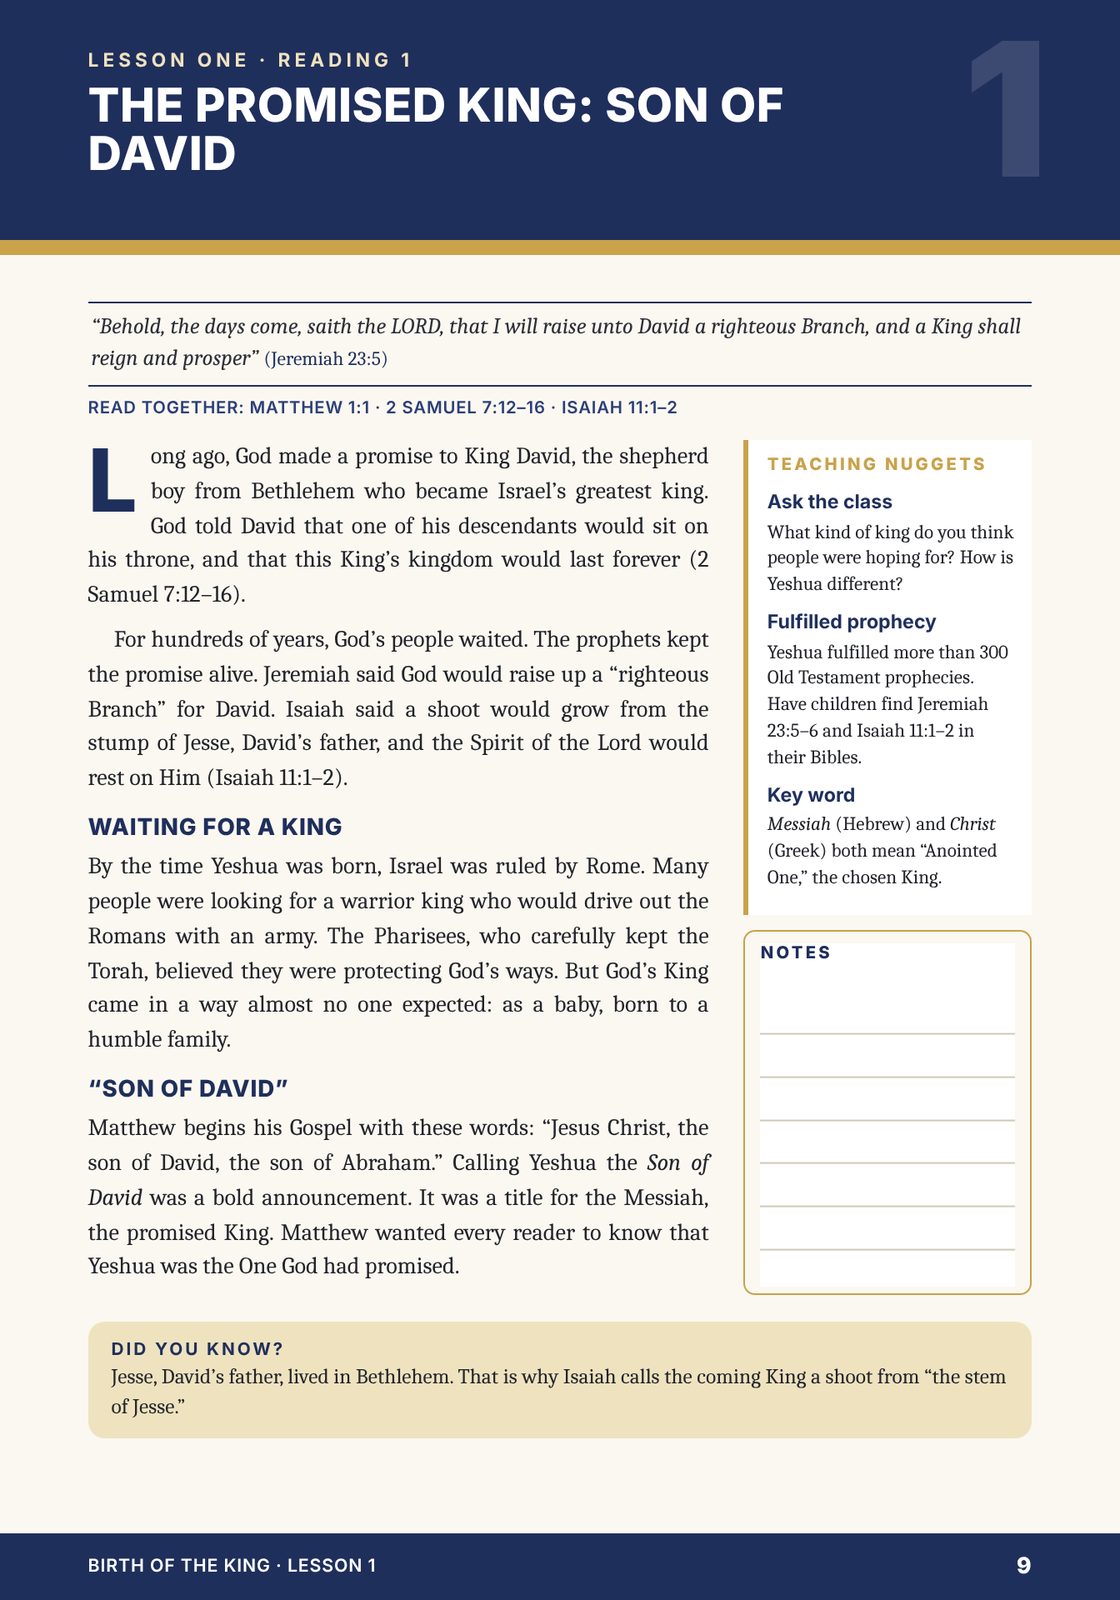 LESSON ONE · READING 1
1
THE PROMISED KING: SON OF
DAVID
“Behold, the days come, saith the LORD, that I will raise unto David a righteous Branch, and a King shall
reign and prosper” (Jeremiah 23:5)
READ TOGETHER: MATTHEW 1:1 · 2 SAMUEL 7:12–16 · ISAIAH 11:1–2
Long ago, God made a promise to King David, the shepherd
boy from Bethlehem who became Israel’s greatest king.
God told David that one of his descendants would sit on
his throne, and that this King’s kingdom would last forever (2
Samuel 7:12–16).
For hundreds of years, God’s people waited. The prophets kept
the promise alive. Jeremiah said God would raise up a “righteous
Branch” for David. Isaiah said a shoot would grow from the
stump of Jesse, David’s father, and the Spirit of the Lord would
rest on Him (Isaiah 11:1–2).
WAITING FOR A KING
By the time Yeshua was born, Israel was ruled by Rome. Many
people were looking for a warrior king who would drive out the
Romans with an army. The Pharisees, who carefully kept the
Torah, believed they were protecting God’s ways. But God’s King
came in a way almost no one expected: as a baby, born to a
humble family.
“SON OF DAVID”
Matthew begins his Gospel with these words: “Jesus Christ, the
son of David, the son of Abraham.” Calling Yeshua the Son of
David was a bold announcement. It was a title for the Messiah,
the promised King. Matthew wanted every reader to know that
Yeshua was the One God had promised.
TEACHING NUGGETS
Ask the class
What kind of king do you think
people were hoping for? How is
Yeshua different?
Fulfilled prophecy
Yeshua fulfilled more than 300
Old Testament prophecies.
Have children find Jeremiah
23:5–6 and Isaiah 11:1–2 in
their Bibles.
Key word
Messiah (Hebrew) and Christ
(Greek) both mean “Anointed
One,” the chosen King.
NOTES
DID YOU KNOW?
Jesse, David’s father, lived in Bethlehem. That is why Isaiah calls the coming King a shoot from “the stem
of Jesse.”
BIRTH OF THE KING · LESSON 1
9